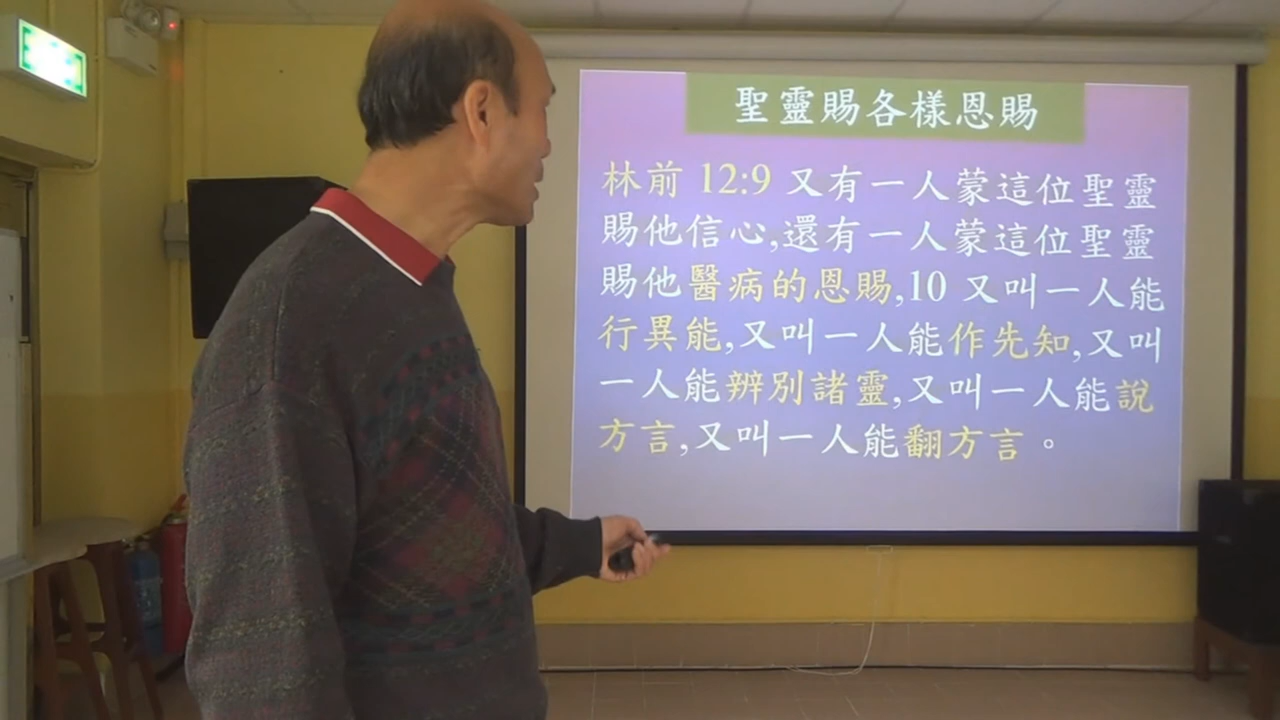 聖靈賜各樣恩賜
林前 12:9 又有一人蒙這位聖靈
賜他信心,還有一人蒙這位聖靈
賜他醫病的恩賜,10 又叫一人能
行異能,又叫一人能作先知,又叫
一人能辨別諸靈,又叫一人能說
方言,又叫一人能翻方言。